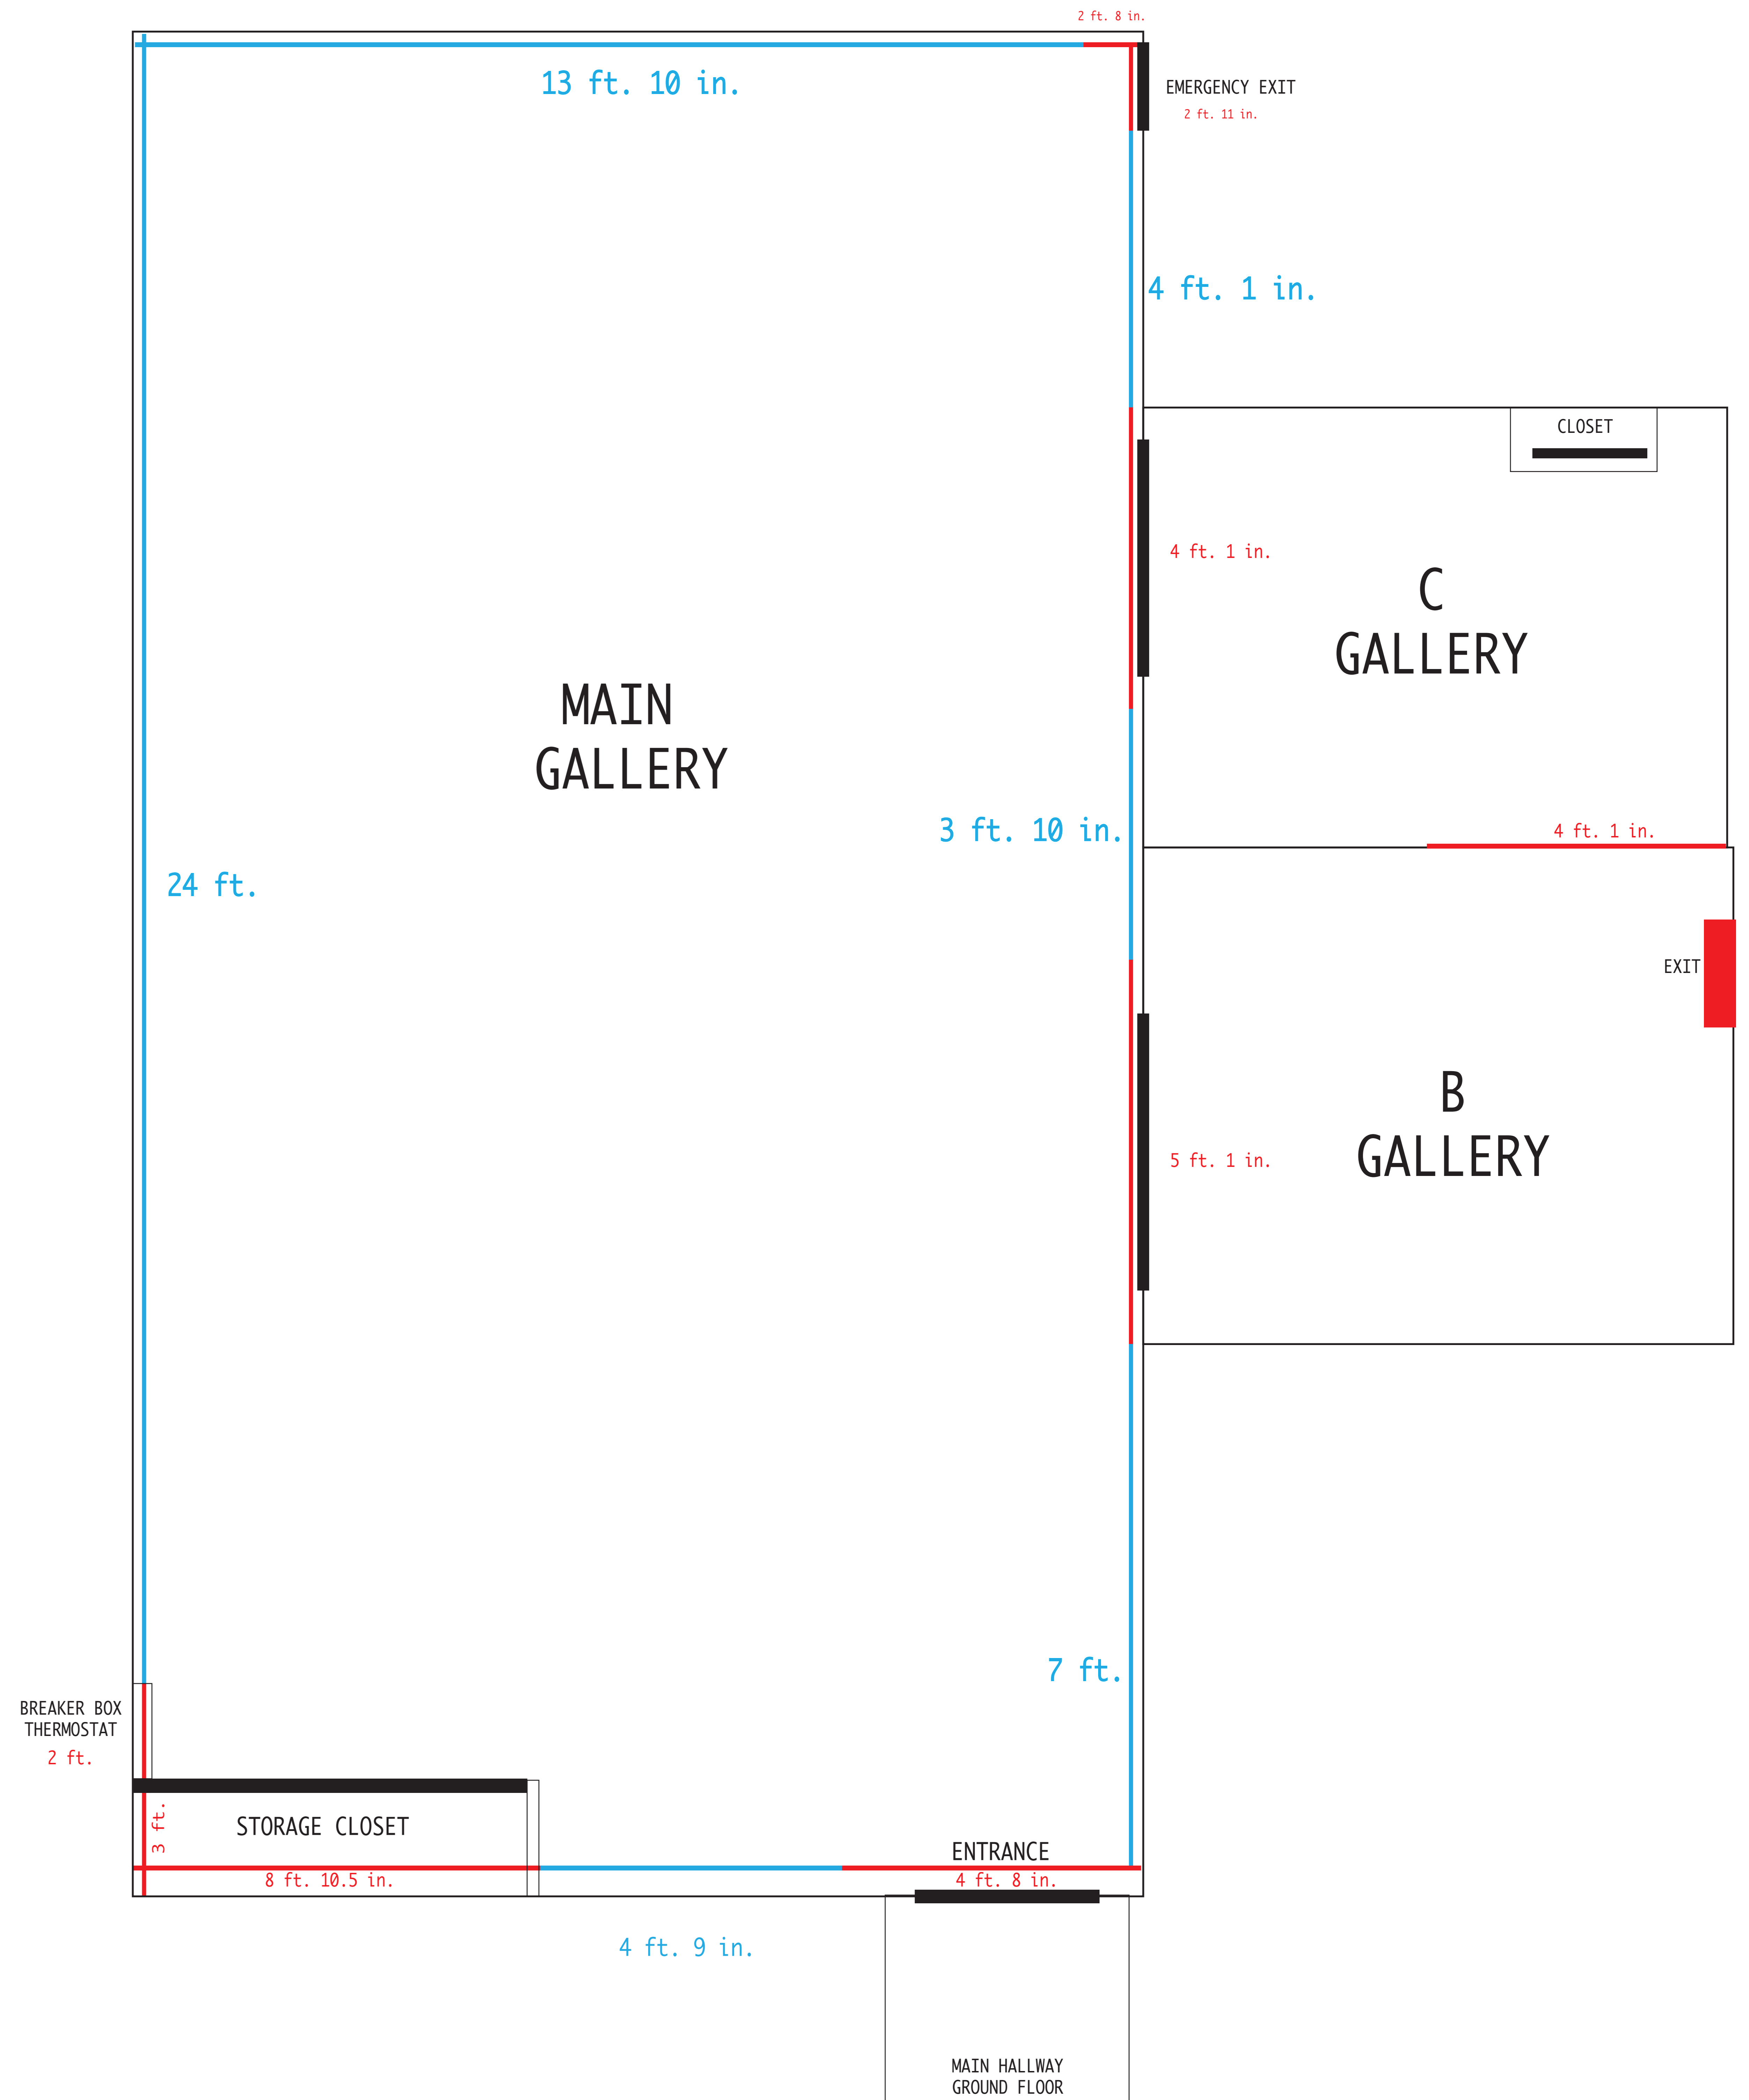 2 ft. 8 in.
13 ft. 10 in.
EMERGENCY EXIT
2 ft. 11 in.
4 ft. 1 in.
CLOSET
4 ft. 1 in.
C
GALLERY
MAIN
GALLERY
3 ft. 10 in.
4 ft. 1 in.
24 ft.
EXIT
B
GALLERY
5 ft. 1 in.
7 ft.
BREAKER BOX
THERMOSTAT
2 ft.
3 ft.
STORAGE CLOSET
ENTRANCE
8 ft. 10.5 in.
4 ft. 8 in.
4 ft. 9 in.
MAIN HALLWAY
GROUND FLOOR